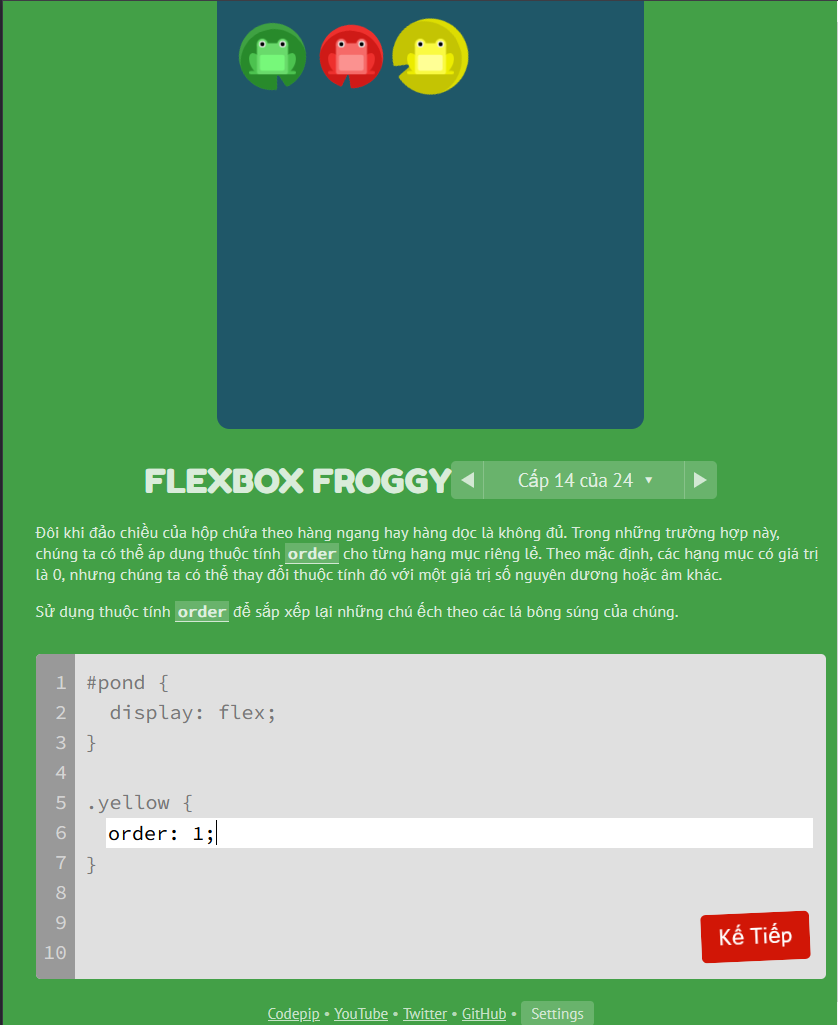 FLEXBOX FROGGY ◀ Cấp 14 của 24 ▼ ▶
Đôi khi đảo chiều của hộp chứa theo hàng ngang hay hàng dọc là không đủ. Trong những trường hợp này,
chúng ta có thể áp dụng thuộc tính order cho từng hạng mục riêng lẻ. Theo mặc định, các hạng mục có giá trị
là 0, nhưng chúng ta có thể thay đổi thuộc tính đó với một giá trị số nguyên dương hoặc âm khác.
Sử dụng thuộc tính order để sắp xếp lại những chú ếch theo các lá bông súng của chúng.
1 #pond {
2   display: flex;
3 }
4
5 .yellow {
6   order: 1;
7 }
8
9
10
Kế Tiếp
Codepip • YouTube • Twitter • GitHub • Settings